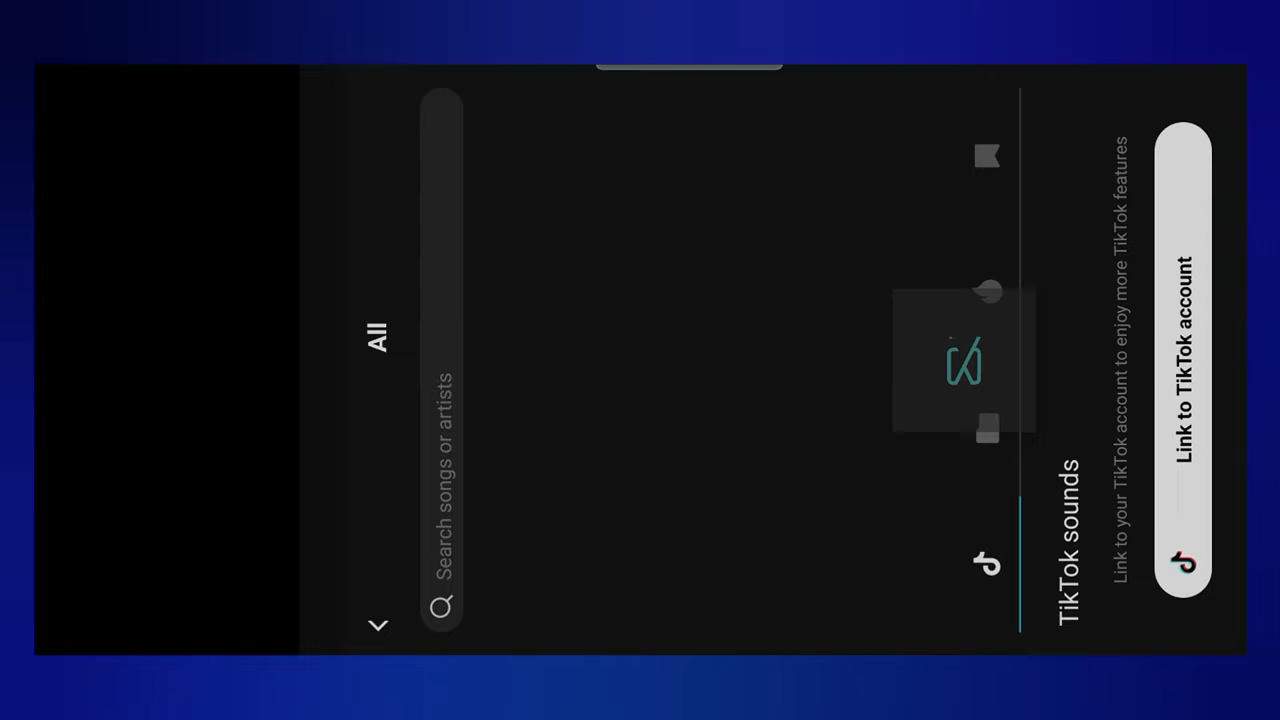 All
Search songs or artists
TikTok sounds
Link to your TikTok account to enjoy more TikTok features
Link to TikTok account